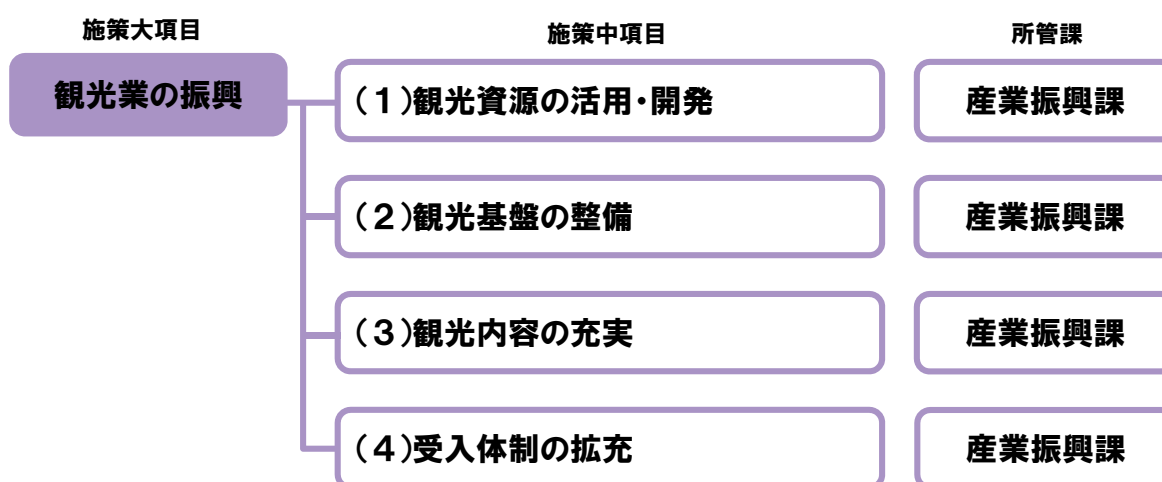 施策大項目 施策中項目 所管課
観光業の振興 (1)観光資源の活用・開発 産業振興課
(2)観光基盤の整備 産業振興課
(3)観光内容の充実 産業振興課
(4)受入体制の拡充 産業振興課